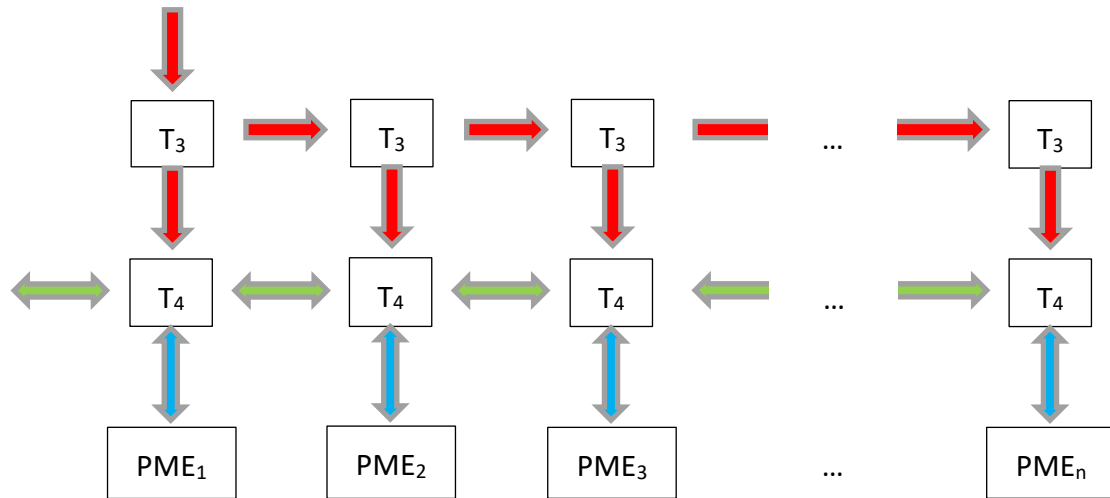 T₃ T₃ T₃ ... T₃
T₄ T₄ T₄ ... T₄
PME₁ PME₂ PME₃ ... PMEₙ